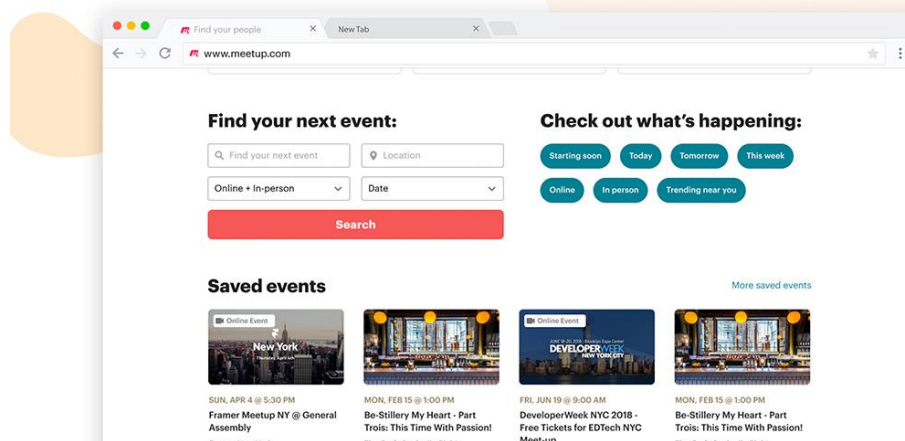 Find your people
New Tab
www.meetup.com
Find your next event:
Find your next event
Location
Online + In-person
Date
Search
Check out what's happening:
Starting soon
Today
Tomorrow
This week
Online
In person
Trending near you
Saved events
More saved events
Online Event
New York
SUN, APR 4 @ 5:30 PM
Framer Meetup NY @ General
Assembly
MON, FEB 15 @ 1:00 PM
Be-Stillery My Heart - Part
Trois: This Time With Passion!
Online Event
DEVELOPERWEEK
NEW YORK CITY
FRI, JUN 19 @ 9:00 AM
DeveloperWeek NYC 2018 -
Free Tickets for EDTech NYC
Meet-up
MON, FEB 15 @ 1:00 PM
Be-Stillery My Heart - Part
Trois: This Time With Passion!